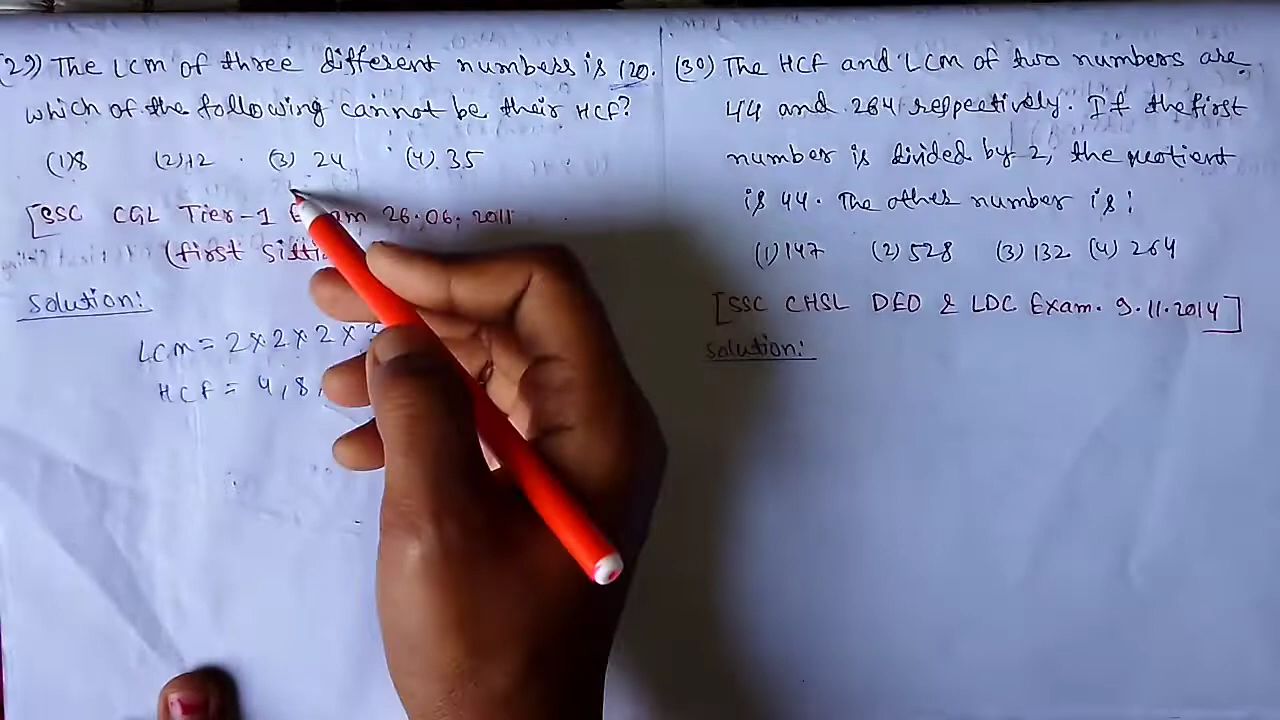 (29) The LCM of three different numbers is 120.
which of the following cannot be their HCF?
(1) 8 (2) 12 (3) 24 (4) 35
[SSC CGL Tier-1 26.06.2011
(first
Solution:
LCM = 2 × 2 × 2 ×
HCF = 4, 8,
(30) The HCF and LCM of two numbers are
44 and 264 respectively. If the first
number is divided by 2, the quotient
is 44. The other number is:
(1) 147 (2) 528 (3) 132 (4) 264
[SSC CHSL DEO & LDC Exam. 9.11.2014]
Solution: